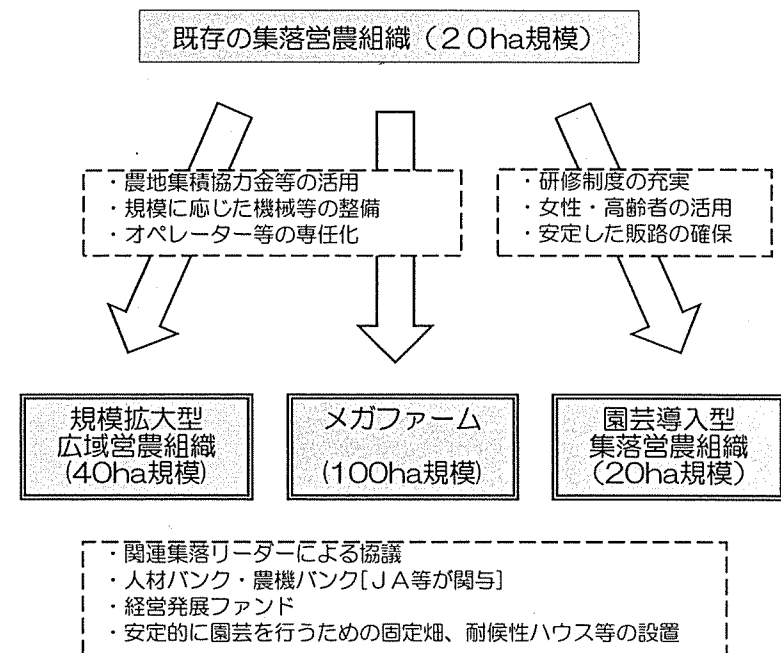 既存の集落営農組織（２０ha規模）
・農地集積協力金等の活用
・規模に応じた機械等の整備
・オペレーター等の専任化
・研修制度の充実
・女性・高齢者の活用
・安定した販路の確保
規模拡大型
広域営農組織
(40ha規模)
メガファーム
(100ha規模)
園芸導入型
集落営農組織
（20ha規模）
・関連集落リーダーによる協議
・人材バンク・農機バンク[ＪＡ等が関与]
・経営発展ファンド
・安定的に園芸を行うための固定畑、耐候性ハウス等の設置